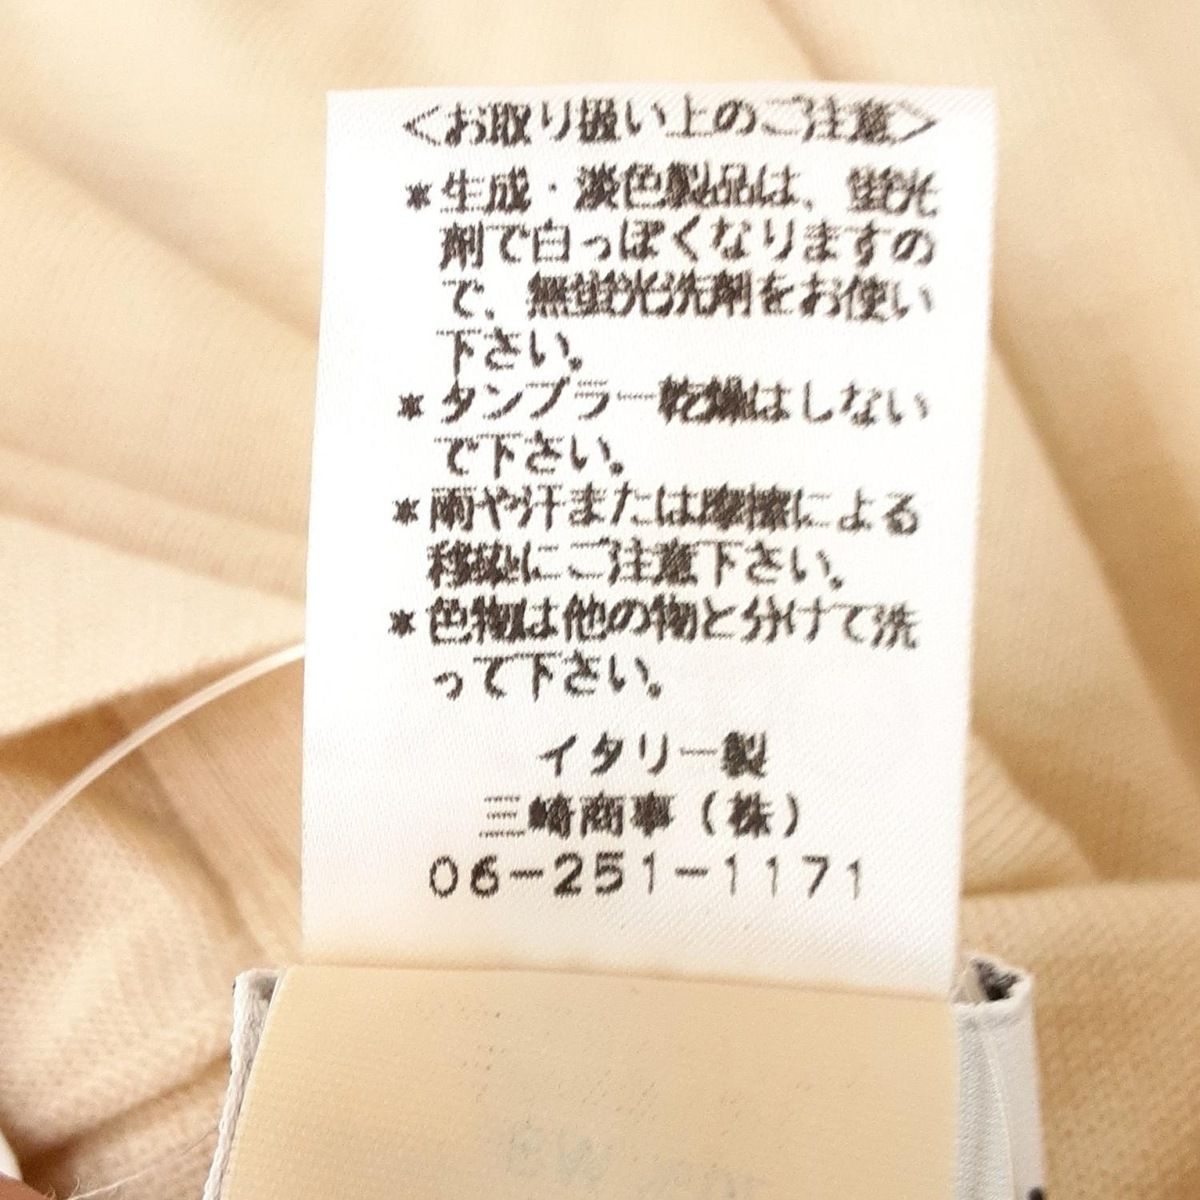 <お取り扱い上のご注意>
*生成・淡色製品は、蛍光
剤で白っぽくなりますの
で、無蛍光洗剤をお使い
下さい。
*タンブラー乾燥はしない
で下さい。
*雨や汗または摩擦による
移染にご注意下さい。
*色物は他の物と分けて洗
って下さい。
イタリー製
三崎商事(株)
06-251-1171